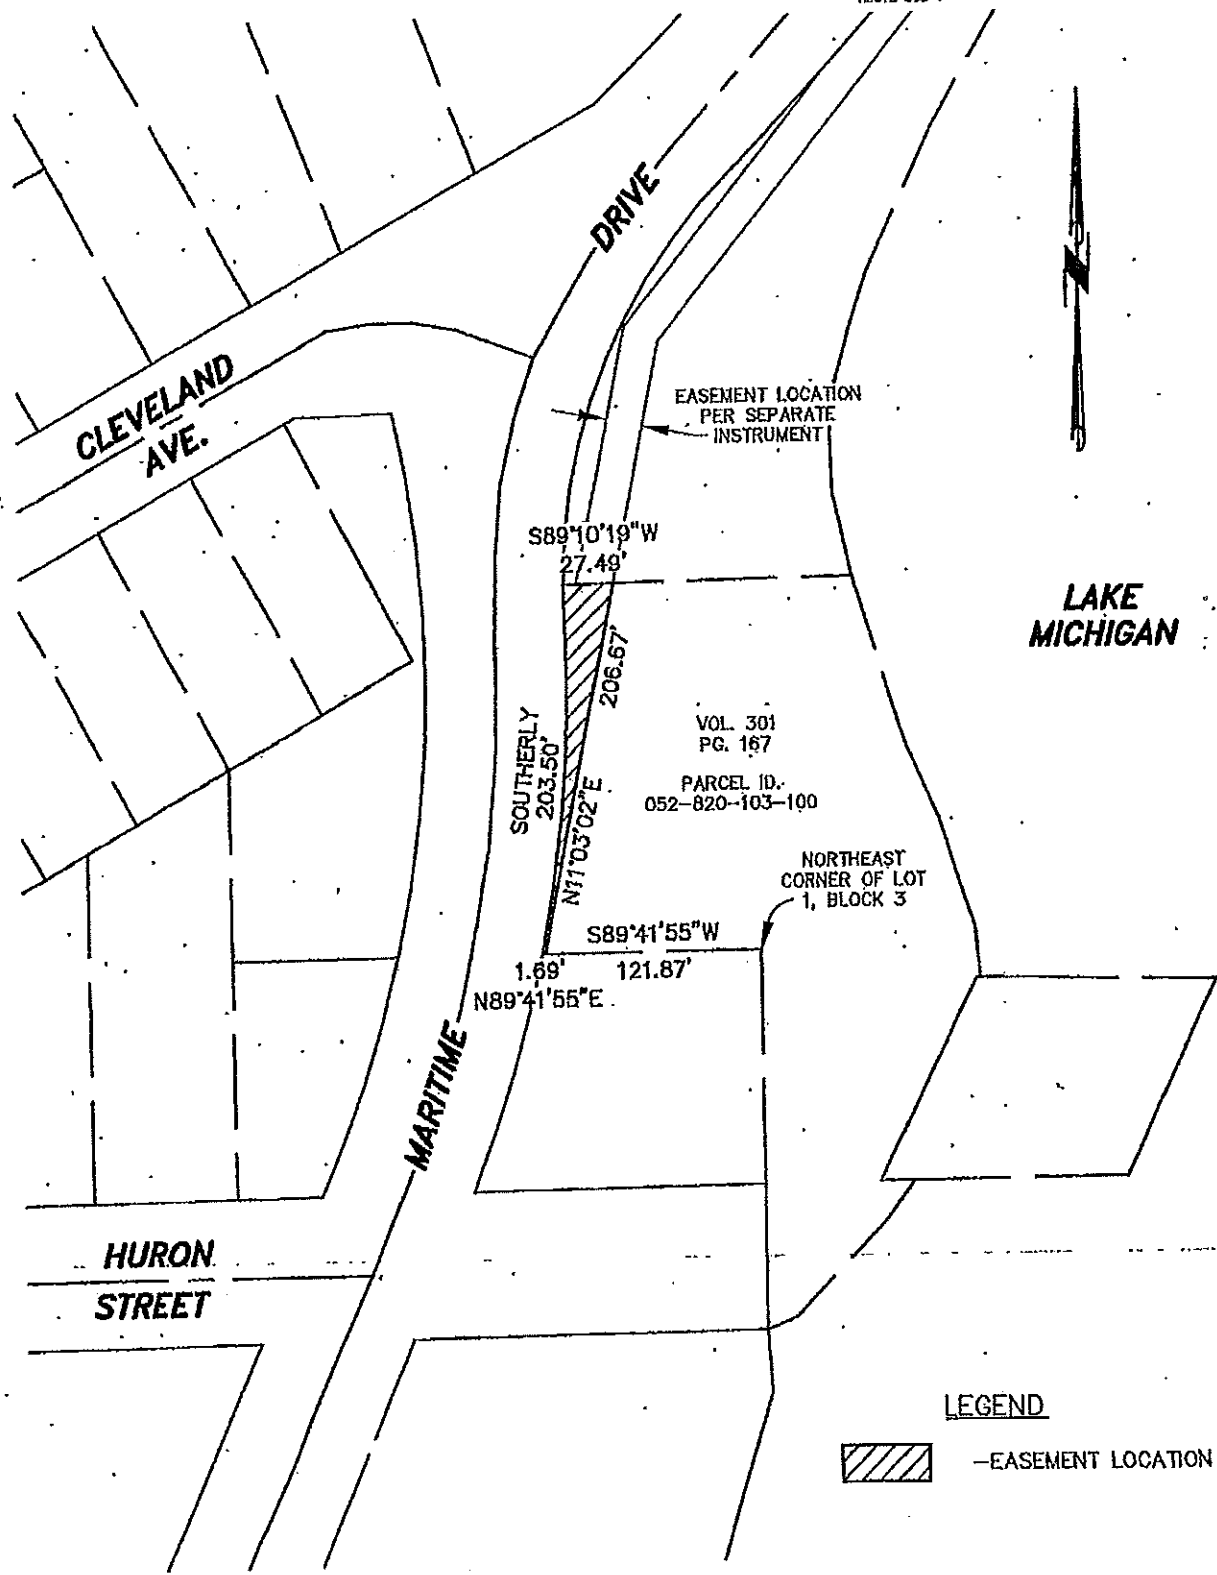 DRIVE
CLEVELAND
AVE.
EASEMENT LOCATION
PER SEPARATE
INSTRUMENT
S89°10'19"W
27.49'
LAKE
MICHIGAN
206.67'
SOUTHERLY
203.50'
N11°03'02"E
VOL. 301
PG. 167
PARCEL ID.
052-820-103-100
NORTHEAST
CORNER OF LOT
1, BLOCK 3
S89°41'55"W
1.69'
121.87'
N89°41'55"E
MARITIME
HURON
STREET
LEGEND
-EASEMENT LOCATION